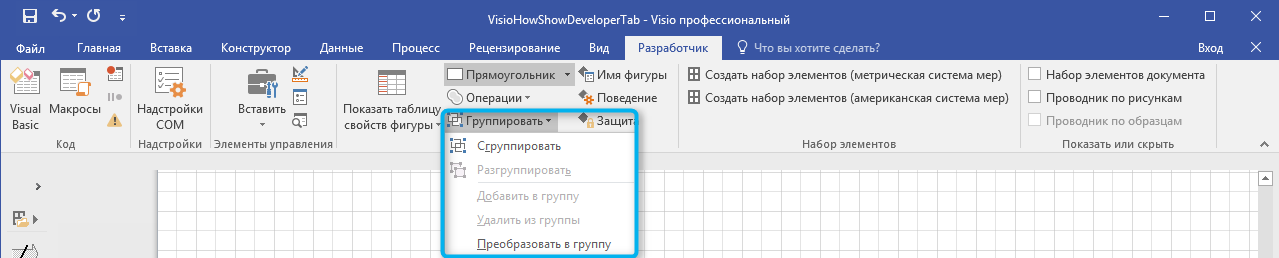 VisioHowShowDeveloperTab - Visio профессиональный
Файл Главная Вставка Конструктор Данные Процесс Рецензирование Вид Разработчик Что вы хотите сделать? Вход
Visual Basic
Макросы
Код
Надстройки COM
Надстройки
Вставить
Элементы управления
Показать таблицу свойств фигуры
Прямоугольник
Операции
Группировать
Имя фигуры
Поведение
Защита
Сгруппировать
Разгруппировать
Добавить в группу
Удалить из группы
Преобразовать в группу
Создать набор элементов (метрическая система мер)
Создать набор элементов (американская система мер)
Набор элементов
Набор элементов документа
Проводник по рисункам
Проводник по образцам
Показать или скрыть